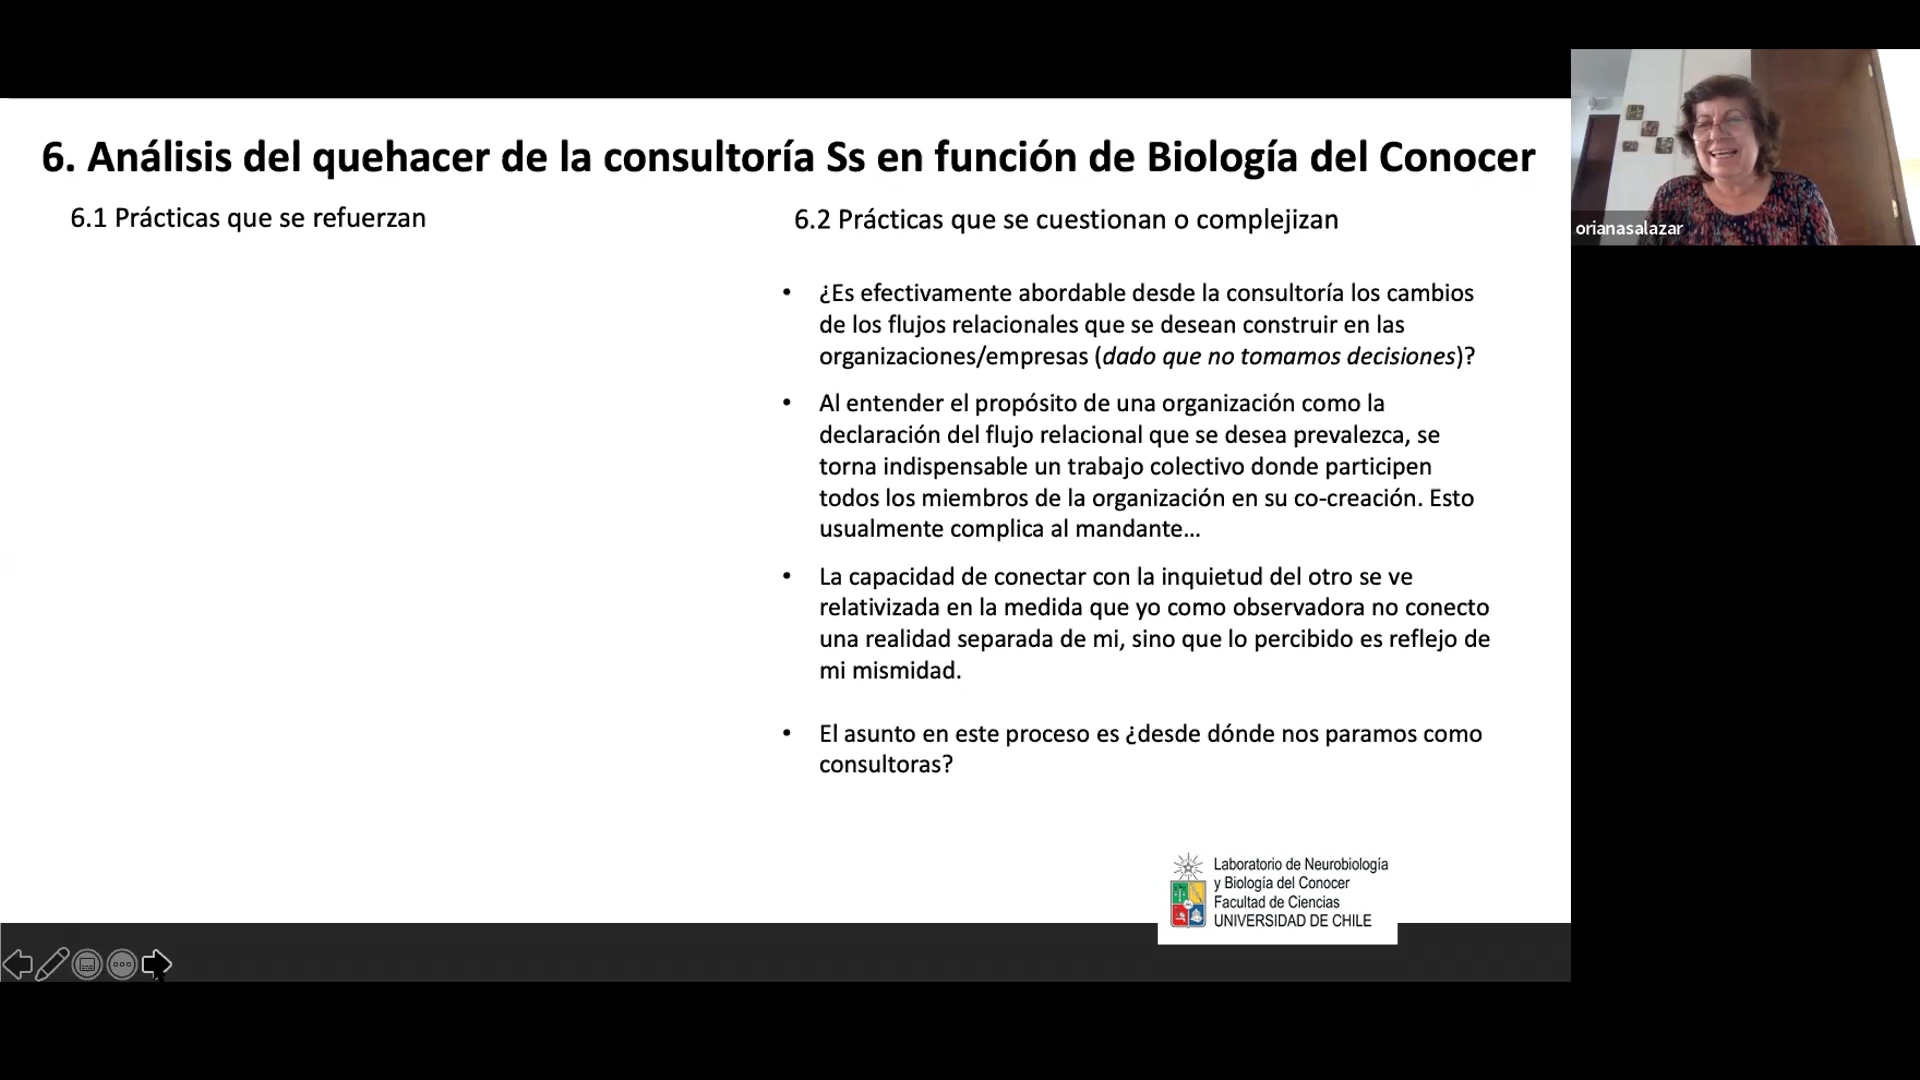 6. Análisis del quehacer de la consultoría Ss en función de Biología del Conocer
6.1 Prácticas que se refuerzan
6.2 Prácticas que se cuestionan o complejizan
• ¿Es efectivamente abordable desde la consultoría los cambios
de los flujos relacionales que se desean construir en las
organizaciones/empresas (dado que no tomamos decisiones)?
• Al entender el propósito de una organización como la
declaración del flujo relacional que se desea prevalezca, se
torna indispensable un trabajo colectivo donde participen
todos los miembros de la organización en su co-creación. Esto
usualmente complica al mandante...
• La capacidad de conectar con la inquietud del otro se ve
relativizada en la medida que yo como observadora no conecto
una realidad separada de mi, sino que lo percibido es reflejo de
mi mismidad.
• El asunto en este proceso es ¿desde dónde nos paramos como
consultoras?
Laboratorio de Neurobiología
y Biología del Conocer
Facultad de Ciencias
UNIVERSIDAD DE CHILE
orianasalazar